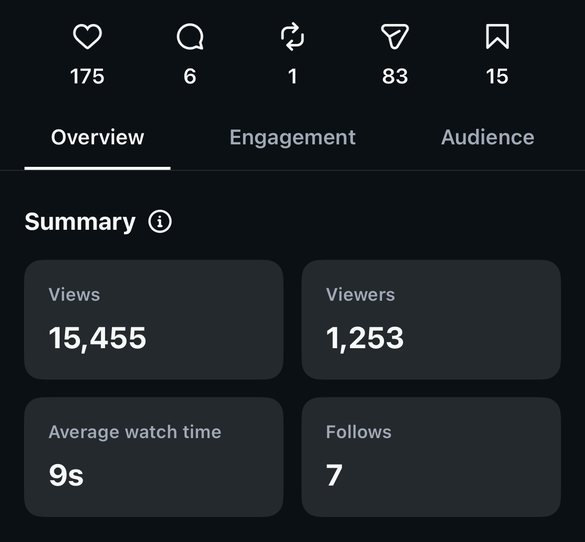 175 6 1 83 15
Overview Engagement Audience
Summary
Views Viewers
15,455 1,253
Average watch time Follows
9s 7